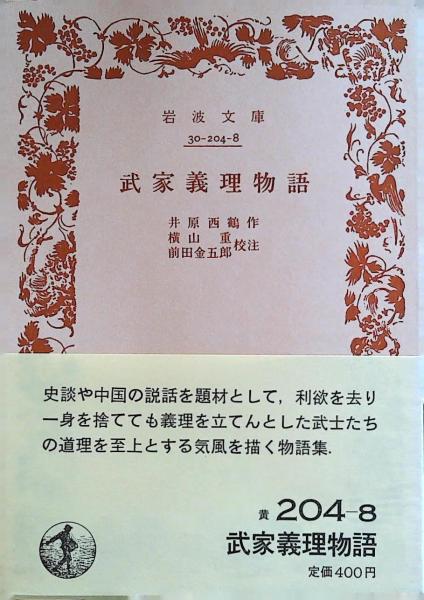 岩波文庫
30-204-8
武家義理物語
井原西鶴作
横山重
前田金五郎校注
史談や中国の説話を題材として，利欲を去り
一身を捨てても義理を立てんとした武士たち
の道理を至上とする気風を描く物語集．
黄 204-8
武家義理物語
定価400円